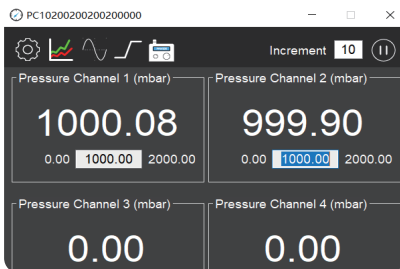 PC10200200200200000
Increment 10
Pressure Channel 1 (mbar) Pressure Channel 2 (mbar)
1000.08 999.90
0.00 1000.00 2000.00 0.00 1000.00 2000.00
Pressure Channel 3 (mbar) Pressure Channel 4 (mbar)
0.00 0.00